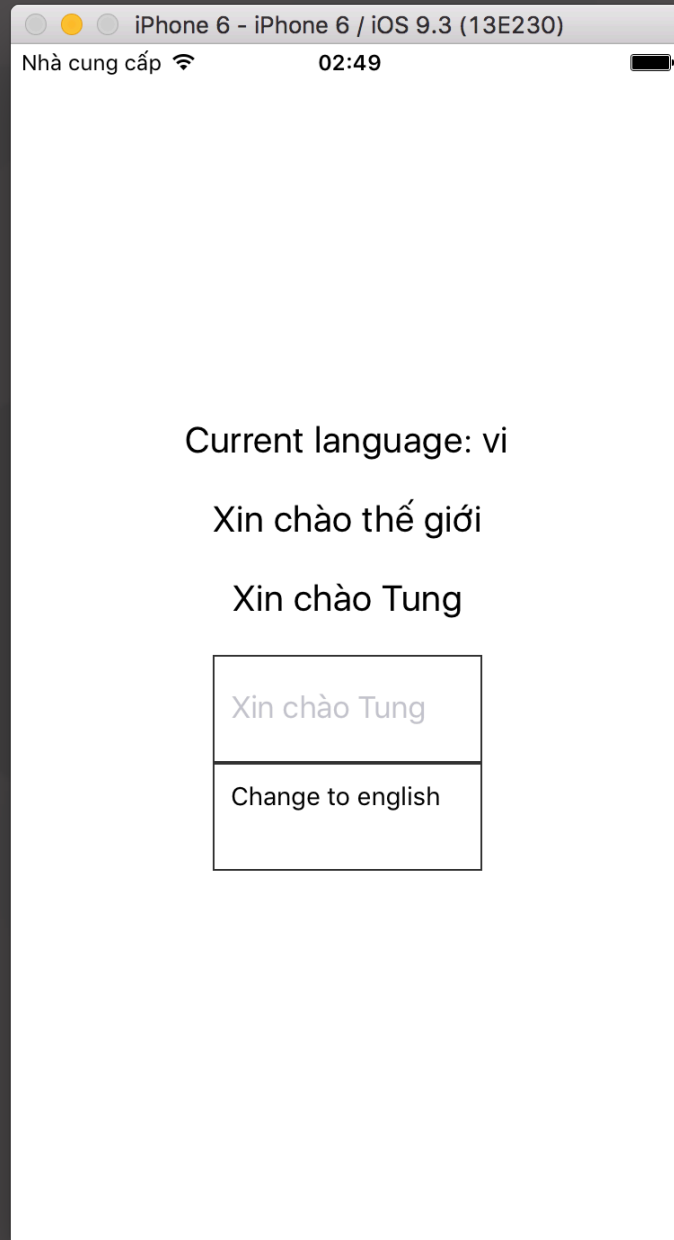 iPhone 6 - iPhone 6 / iOS 9.3 (13E230)
Nhà cung cấp 02:49
Current language: vi
Xin chào thế giới
Xin chào Tung
Xin chào Tung
Change to english